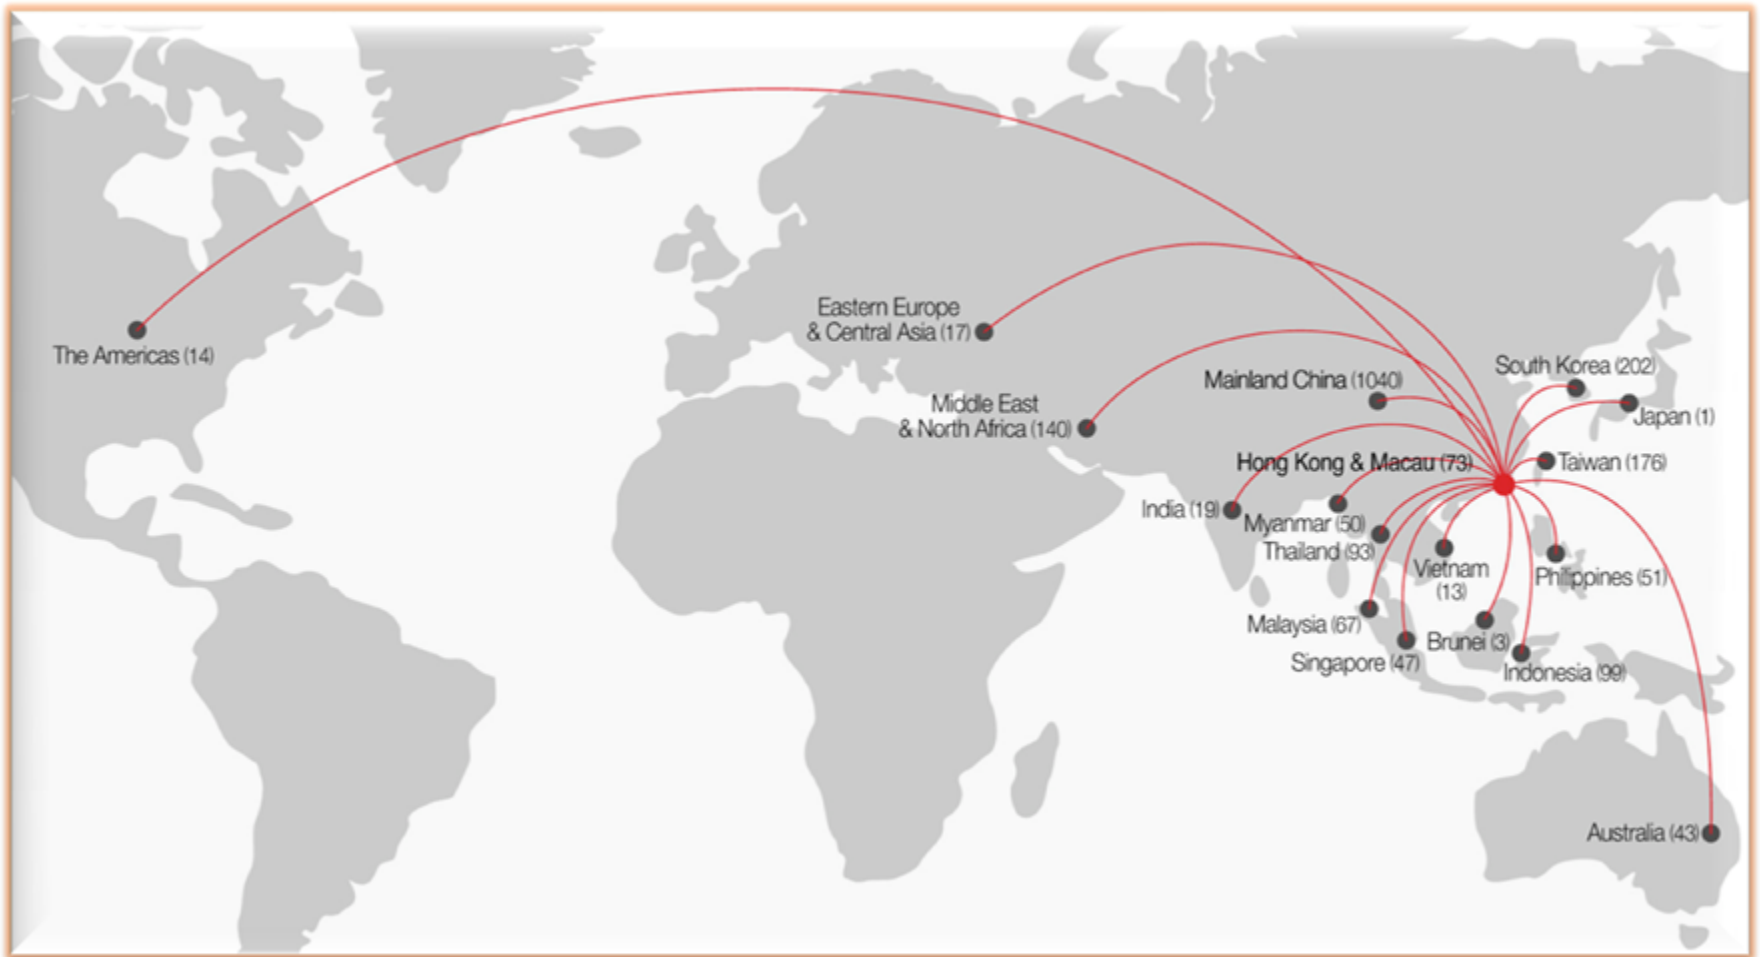 Eastern Europe
& Central Asia (17)
The Americas (14)
South Korea (202)
Mainland China (1040)
Middle East
& North Africa (140)
Japan (1)
Hong Kong & Macau (73)
Taiwan (176)
India (19)
Myanmar (50)
Thailand (93)
Vietnam
(13)
Philippines (51)
Malaysia (67)
Brunei (3)
Singapore (47)
Indonesia (99)
Australia (43)